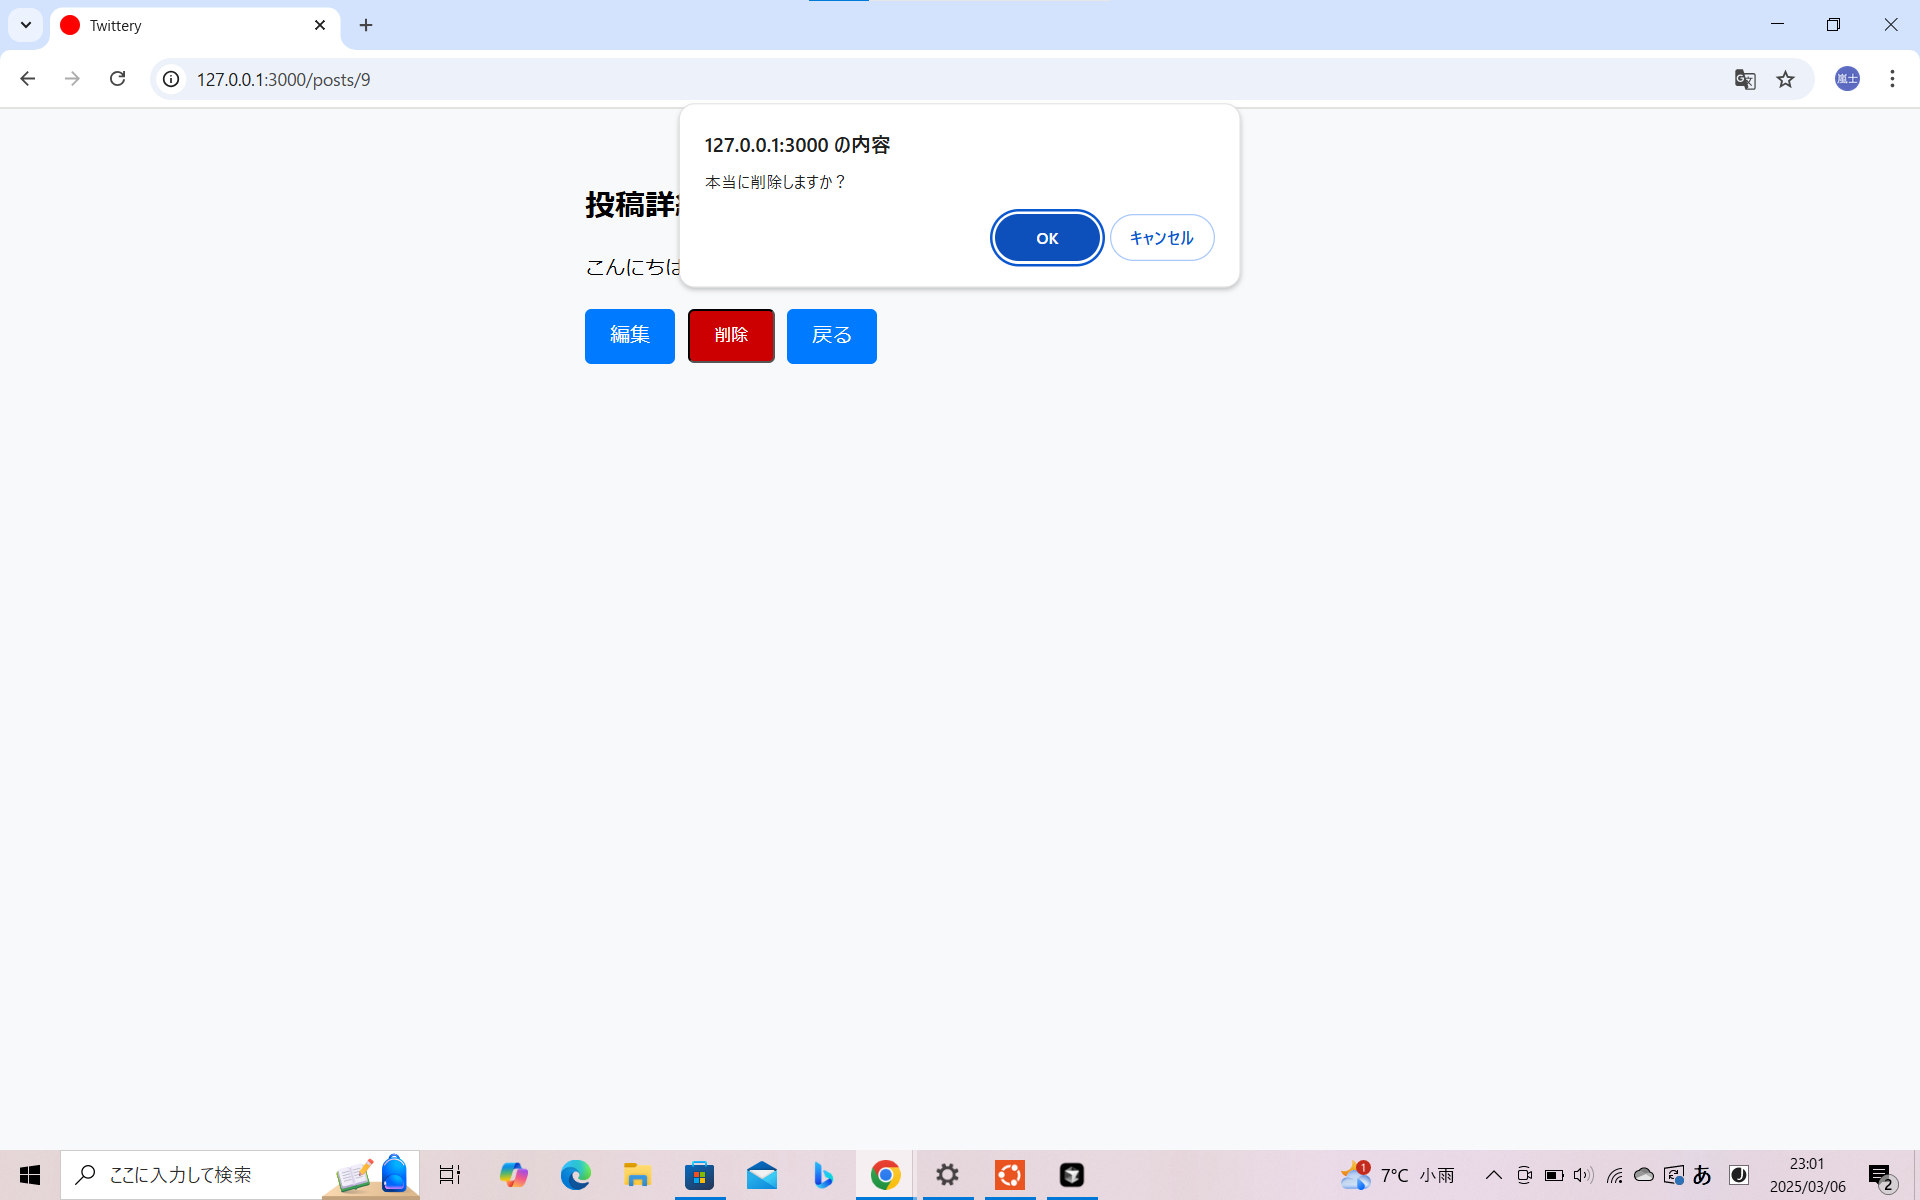 Twittery
127.0.0.1:3000/posts/9
嵐士
127.0.0.1:3000 の内容
本当に削除しますか？
OK
キャンセル
投稿詳
こんにちは
編集
削除
戻る
ここに入力して検索
1
7°C 小雨
あ
23:01
2025/03/06
2